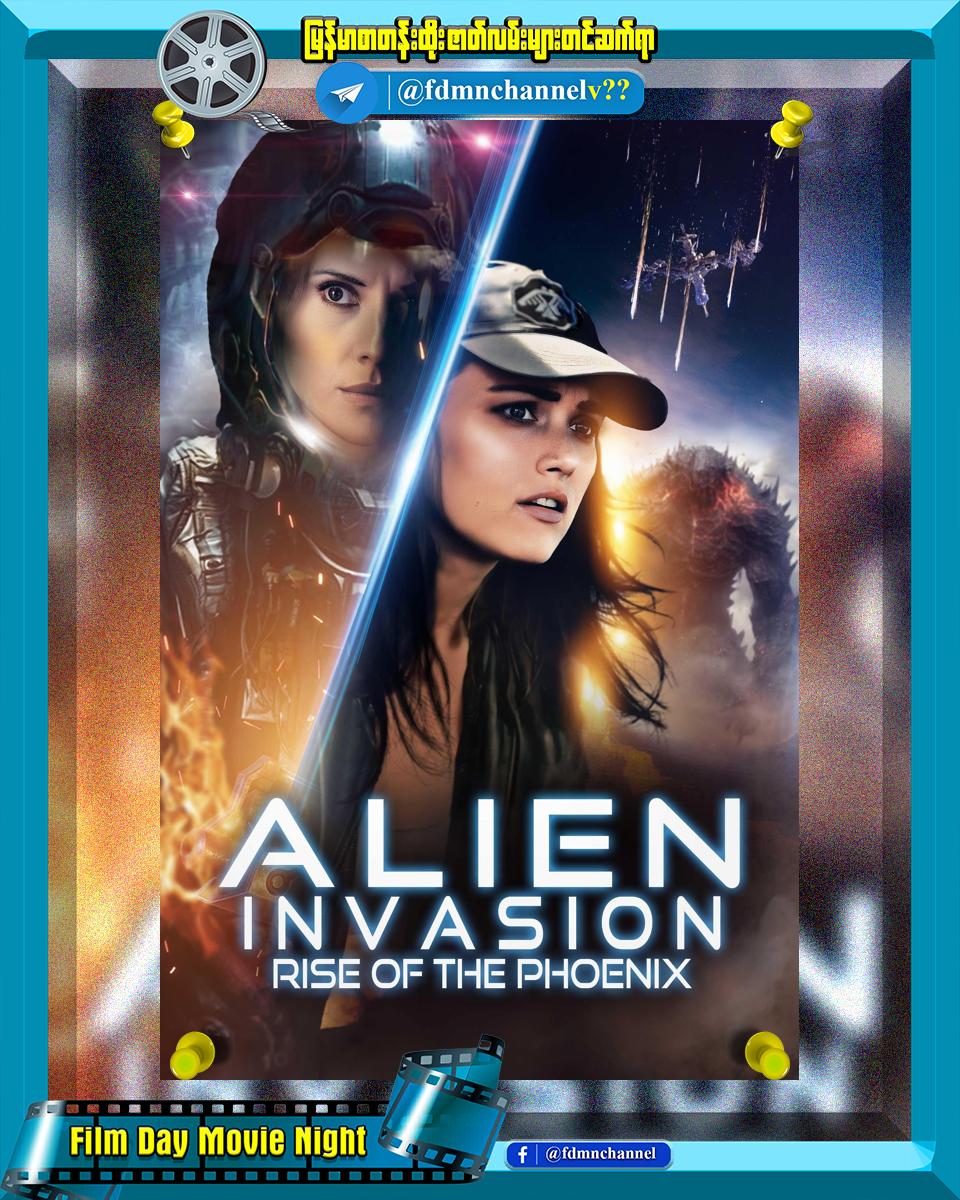 မြန်မာစာတန်းထိုးဇာတ်လမ်းများတင်ဆက်ရာ
@fdmnchannelv??
ALIEN
INVASION
RISE OF THE PHOENIX
Film Day Movie Night
@fdmnchannel